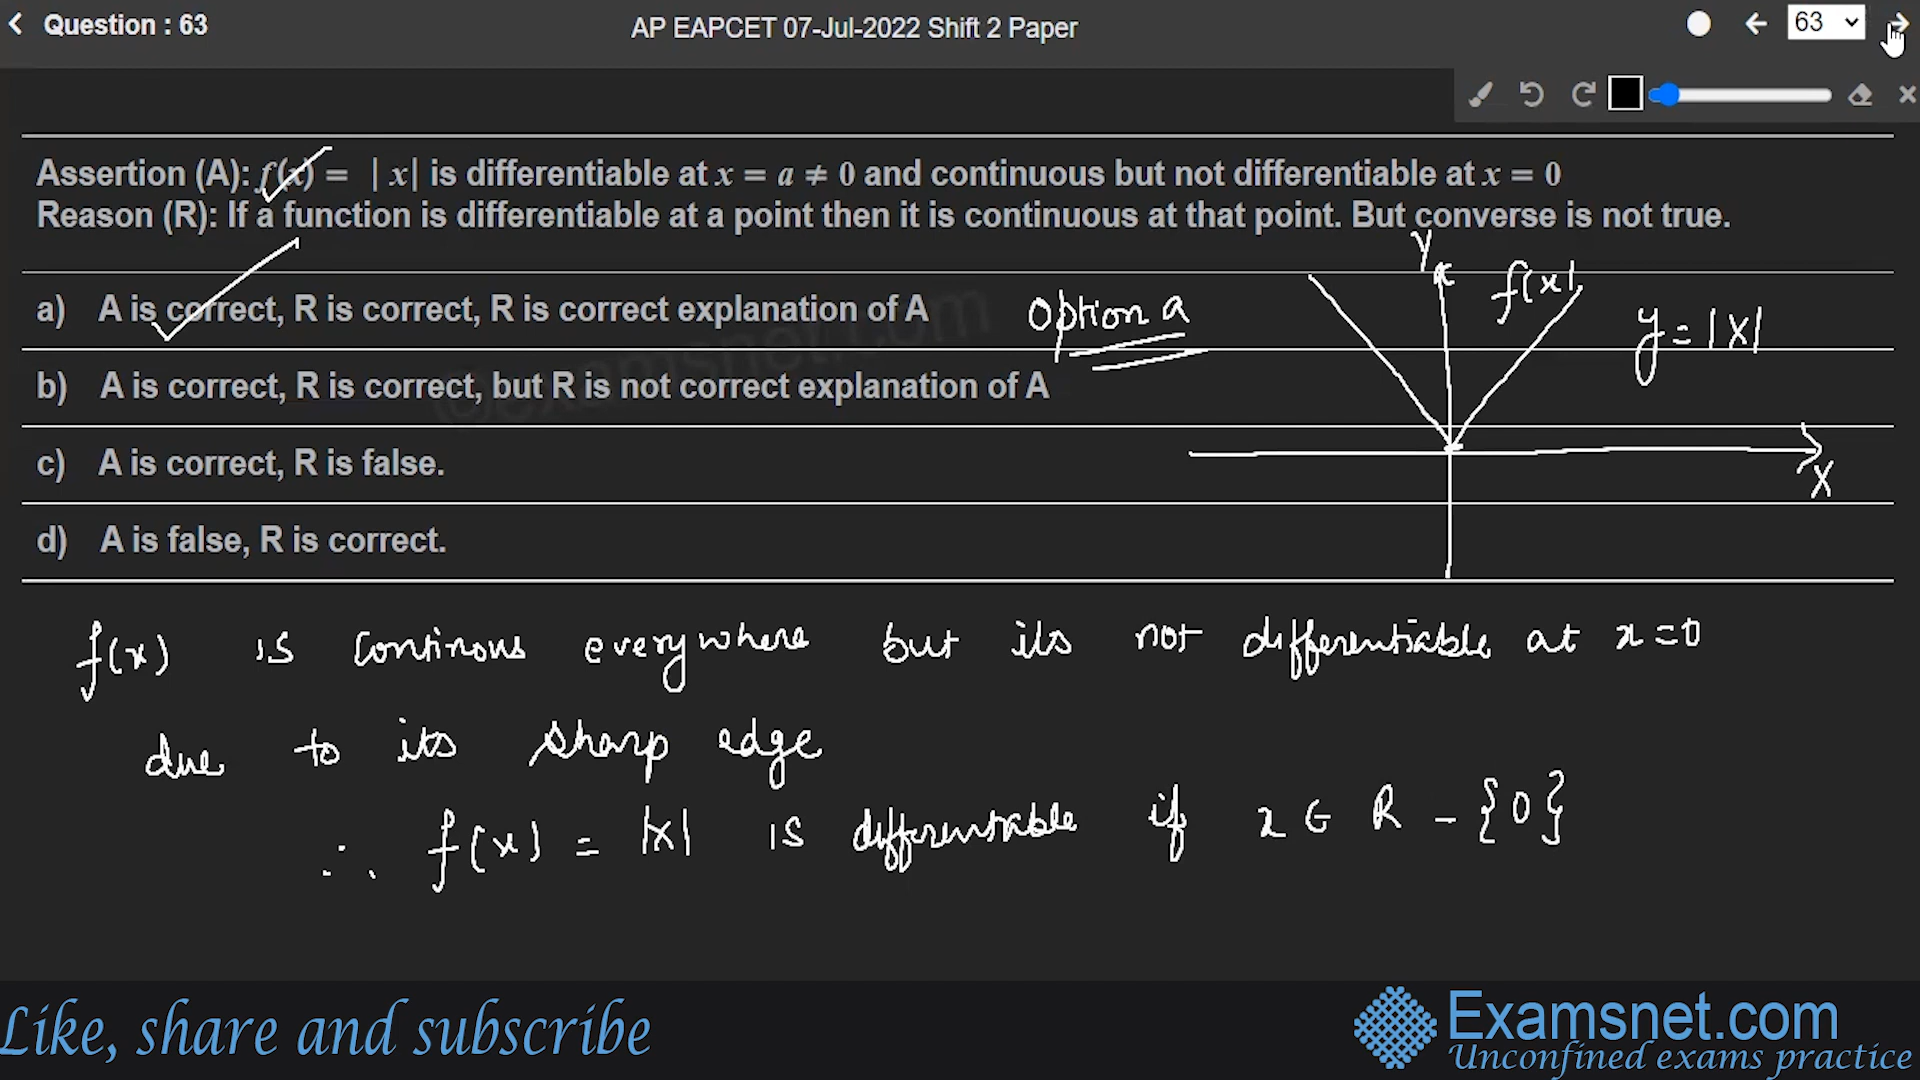 Question : 63
AP EAPCET 07-Jul-2022 Shift 2 Paper
63
Assertion (A): f(x) = |x| is differentiable at x = a ≠ 0 and continuous but not differentiable at x = 0
Reason (R): If a function is differentiable at a point then it is continuous at that point. But converse is not true.
a) A is correct, R is correct, R is correct explanation of A
Option a
Y
f(x)
y = |x|
b) A is correct, R is correct, but R is not correct explanation of A
c) A is correct, R is false.
X
d) A is false, R is correct.
©examsnet.com
f(x) is continous everywhere but its not differentiable at x=0
due to its sharp edge
∴ f(x) = |x| is differentiable if x ∈ R - {0}
Like, share and subscribe
Examsnet.com
Unconfined exams practice